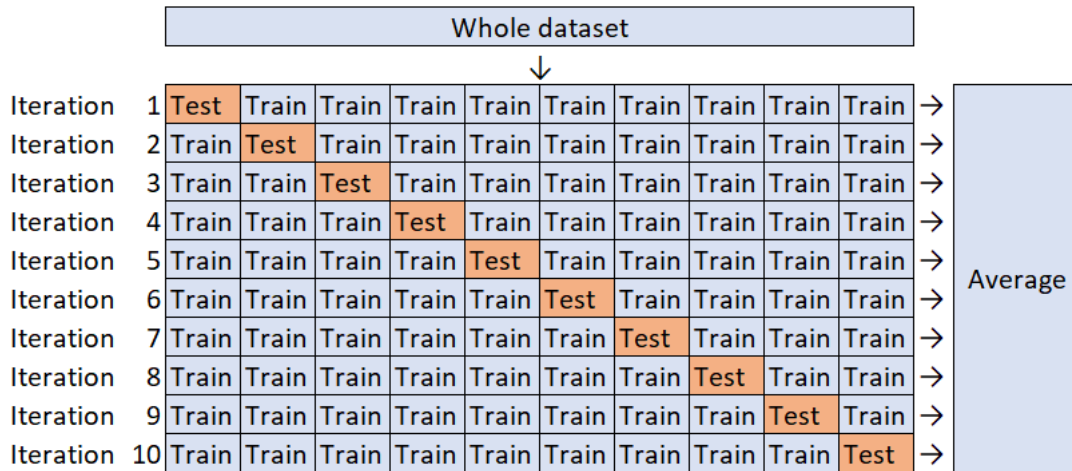 Whole dataset
↓
Iteration 1 Test Train Train Train Train Train Train Train Train Train →
Iteration 2 Train Test Train Train Train Train Train Train Train Train →
Iteration 3 Train Train Test Train Train Train Train Train Train Train →
Iteration 4 Train Train Train Test Train Train Train Train Train Train →
Iteration 5 Train Train Train Train Test Train Train Train Train Train →
Average
Iteration 6 Train Train Train Train Train Test Train Train Train Train →
Iteration 7 Train Train Train Train Train Train Test Train Train Train →
Iteration 8 Train Train Train Train Train Train Train Test Train Train →
Iteration 9 Train Train Train Train Train Train Train Train Test Train →
Iteration 10 Train Train Train Train Train Train Train Train Train Test →